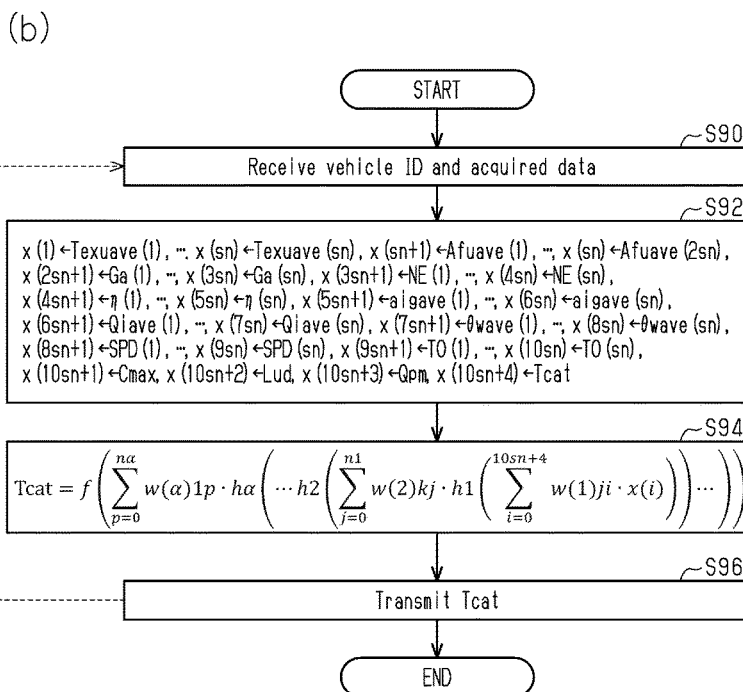 (b)
START
S90
Receive vehicle ID and acquired data
S92
x(1)←Texuave(1), ···, x(sn)←Texuave(sn), x(sn+1)←Afuave(1), ···, x(sn)←Afuave(2sn),
x(2sn+1)←Ga(1), ···, x(3sn)←Ga(sn), x(3sn+1)←NE(1), ···, x(4sn)←NE(sn),
x(4sn+1)←η(1), ···, x(5sn)←η(sn), x(5sn+1)←aigave(1), ···, x(6sn)←aigave(sn),
x(6sn+1)←Qiave(1), ···, x(7sn)←Qiave(sn), x(7sn+1)←θwave(1), ···, x(8sn)←θwave(sn),
x(8sn+1)←SPD(1), ···, x(9sn)←SPD(sn), x(9sn+1)←TO(1), ···, x(10sn)←TO(sn),
x(10sn+1)←Cmax, x(10sn+2)←Lud, x(10sn+3)←Qpm, x(10sn+4)←Tcat
S94
Tcat = f(∑_{p=0}^{nα} w(α)1p · hα(··· h2(∑_{j=0}^{n1} w(2)kj · h1(∑_{i=0}^{10sn+4} w(1)ji · x(i))) ···))
S96
Transmit Tcat
END